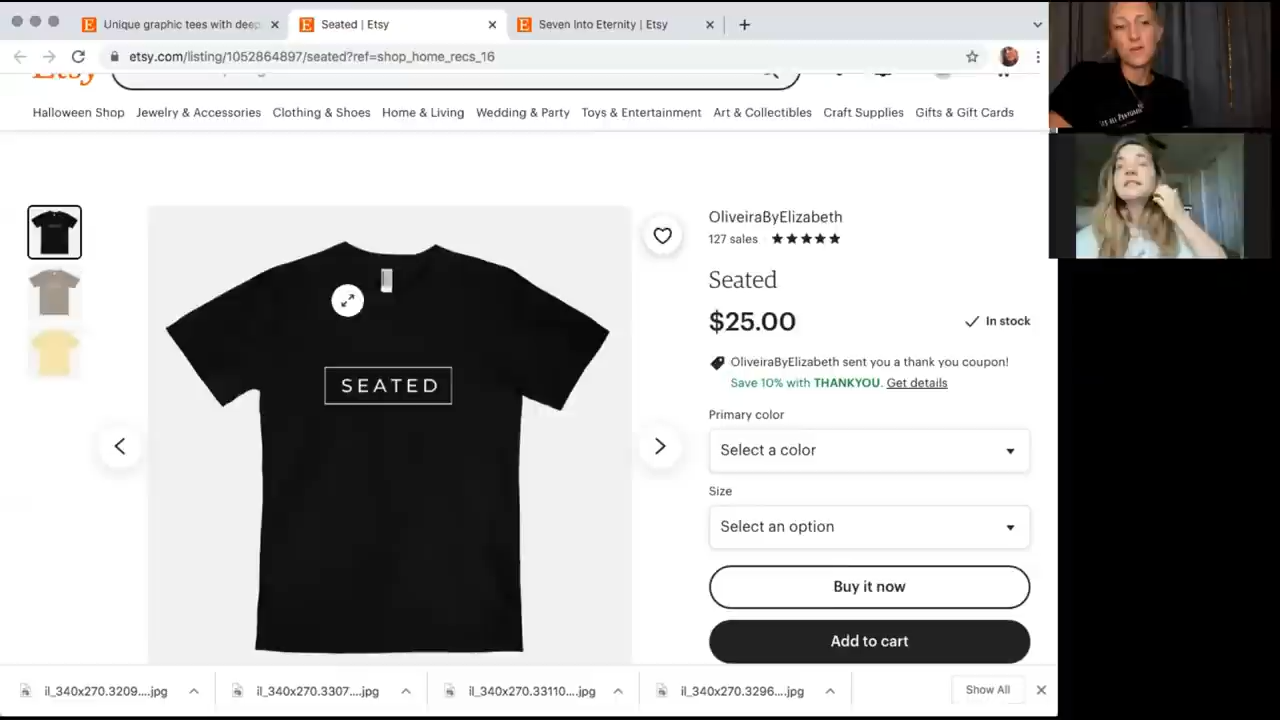 Unique graphic tees with deep
Seated | Etsy
Seven Into Eternity | Etsy
etsy.com/listing/1052864897/seated?ref=shop_home_recs_16
Etsy
Halloween Shop Jewelry & Accessories Clothing & Shoes Home & Living Wedding & Party Toys & Entertainment Art & Collectibles Craft Supplies Gifts & Gift Cards
OliveiraByElizabeth
127 sales
Seated
$25.00
In stock
OliveiraByElizabeth sent you a thank you coupon!
Save 10% with THANKYOU. Get details
Primary color
Select a color
Size
Select an option
Buy it now
Add to cart
SEATED
il_340x270.3209....jpg
il_340x270.3307....jpg
il_340x270.33110....jpg
il_340x270.3296....jpg
Show All